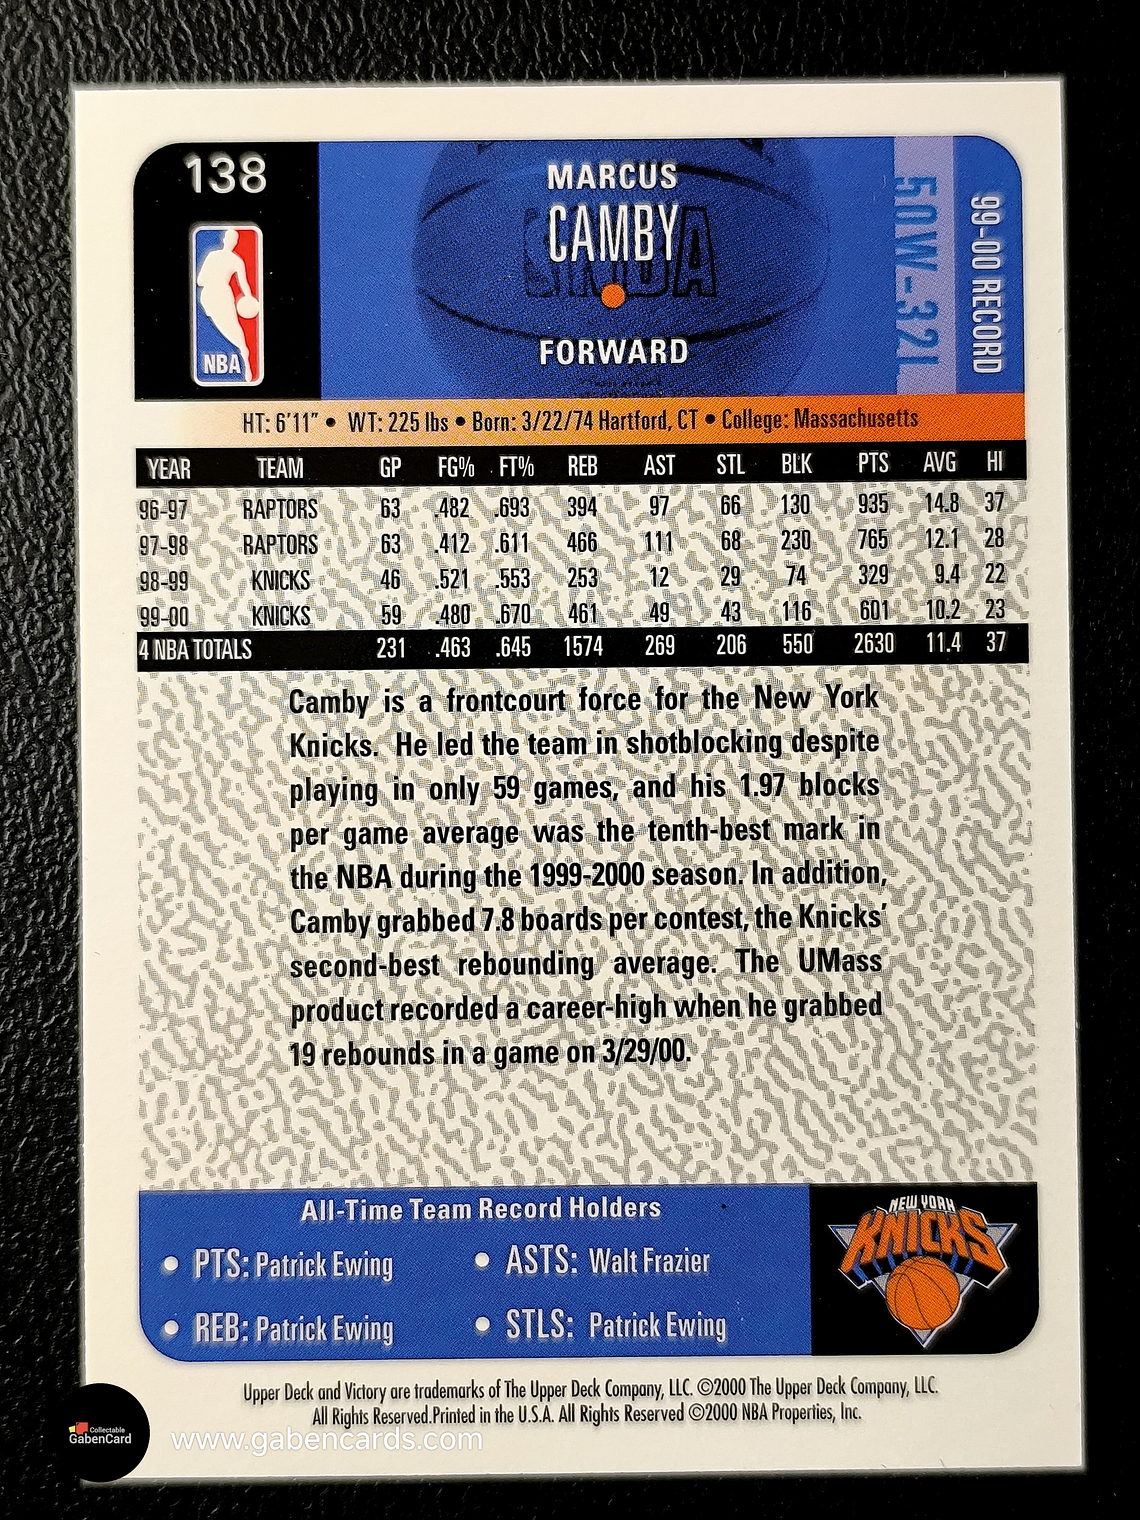 138
MARCUS
CAMBY
FORWARD
50W-32L
99-00 RECORD
NBA
NBA
HT: 6'11" • WT: 225 lbs • Born: 3/22/74 Hartford, CT • College: Massachusetts
YEAR TEAM GP FG% FT% REB AST STL BLK PTS AVG HI
96-97 RAPTORS 63 .482 .693 394 97 66 130 935 14.8 37
97-98 RAPTORS 63 .412 .611 466 111 68 230 765 12.1 28
98-99 KNICKS 46 .521 .553 253 12 29 74 329 9.4 22
99-00 KNICKS 59 .480 .670 461 49 43 116 601 10.2 23
4 NBA TOTALS 231 .463 .645 1574 269 206 550 2630 11.4 37
Camby is a frontcourt force for the New York
Knicks. He led the team in shotblocking despite
playing in only 59 games, and his 1.97 blocks
per game average was the tenth-best mark in
the NBA during the 1999-2000 season. In addition,
Camby grabbed 7.8 boards per contest, the Knicks'
second-best rebounding average. The UMass
product recorded a career-high when he grabbed
19 rebounds in a game on 3/29/00.
All-Time Team Record Holders
• PTS: Patrick Ewing • ASTS: Walt Frazier
• REB: Patrick Ewing • STLS: Patrick Ewing
NEW YORK
KNICKS
Upper Deck and Victory are trademarks of The Upper Deck Company, LLC. ©2000 The Upper Deck Company, LLC.
All Rights Reserved.Printed in the U.S.A. All Rights Reserved ©2000 NBA Properties, Inc.
Collectable
GabenCard
www.gabencards.com